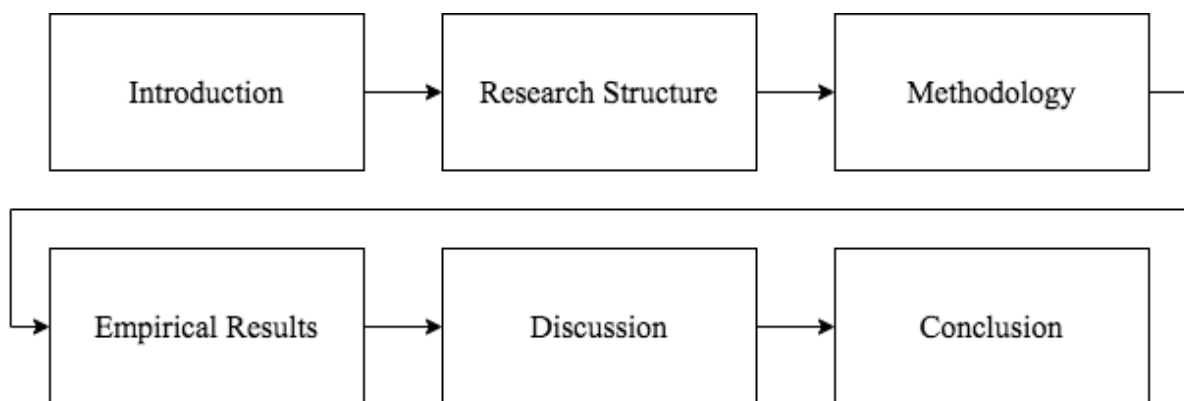 Introduction
Research Structure
Methodology
Empirical Results
Discussion
Conclusion